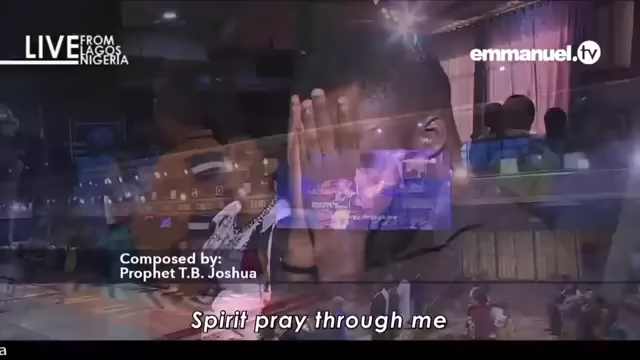 LIVE FROM
LAGOS
NIGERIA
emmanuel.tv
Composed by:
Prophet T.B. Joshua
Spirit pray through me
a